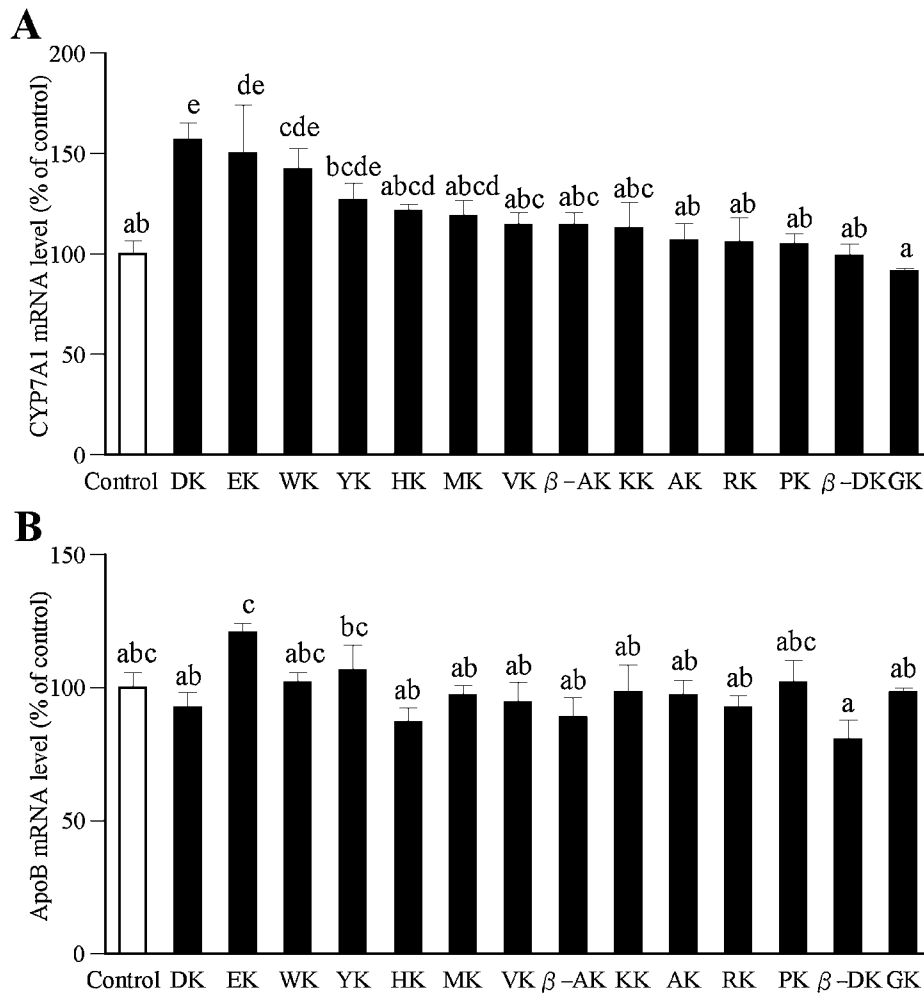 A
CYP7A1 mRNA level (% of control)
200
150
100
50
0
ab
e
de
cde
bcde
abcd
abcd
abc
abc
abc
ab
ab
ab
ab
a
Control DK EK WK YK HK MK VK β-AK KK AK RK PK β-DK GK
B
ApoB mRNA level (% of control)
150
100
50
0
abc
ab
c
abc
bc
ab
ab
ab
ab
ab
ab
ab
abc
a
ab
Control DK EK WK YK HK MK VK β-AK KK AK RK PK β-DK GK